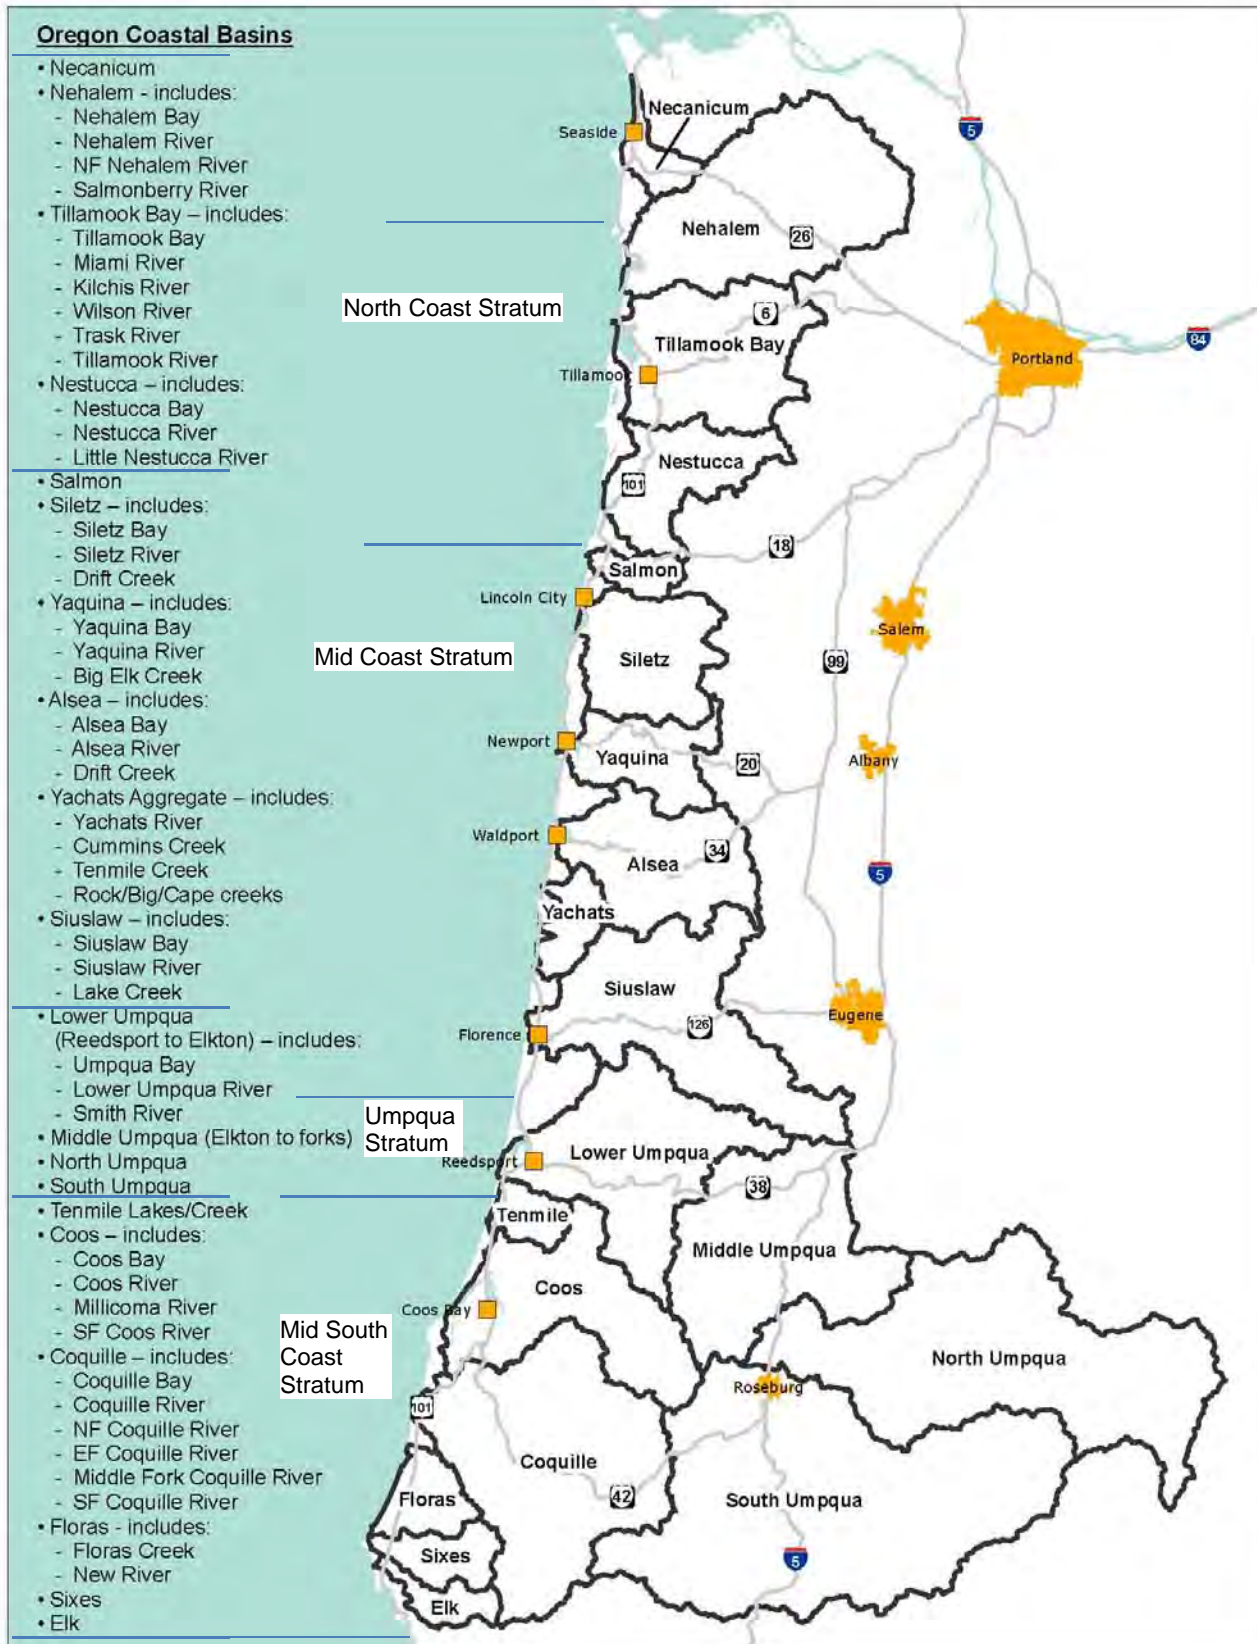 Oregon Coastal Basins
• Necanicum
• Nehalem - includes:
- Nehalem Bay
- Nehalem River
- NF Nehalem River
- Salmonberry River
• Tillamook Bay – includes:
- Tillamook Bay
- Miami River
- Kilchis River
- Wilson River
- Trask River
- Tillamook River
• Nestucca – includes:
- Nestucca Bay
- Nestucca River
- Little Nestucca River
• Salmon
• Siletz – includes:
- Siletz Bay
- Siletz River
- Drift Creek
• Yaquina – includes:
- Yaquina Bay
- Yaquina River
- Big Elk Creek
• Alsea – includes:
- Alsea Bay
- Alsea River
- Drift Creek
• Yachats Aggregate – includes:
- Yachats River
- Cummins Creek
- Tenmile Creek
- Rock/Big/Cape creeks
• Siuslaw – includes:
- Siuslaw Bay
- Siuslaw River
- Lake Creek
• Lower Umpqua
(Reedsport to Elkton) – includes:
- Umpqua Bay
- Lower Umpqua River
- Smith River
• Middle Umpqua (Elkton to forks)
• North Umpqua
• South Umpqua
• Tenmile Lakes/Creek
• Coos – includes:
- Coos Bay
- Coos River
- Millicoma River
- SF Coos River
• Coquille – includes:
- Coquille Bay
- Coquille River
- NF Coquille River
- EF Coquille River
- Middle Fork Coquille River
- SF Coquille River
• Floras - includes:
- Floras Creek
- New River
• Sixes
• Elk
North Coast Stratum
Mid Coast Stratum
Umpqua
Stratum
Mid South
Coast
Stratum
Necanicum
Seaside
5
Nehalem
26
6
Tillamook Bay
84
Portland
Tillamook
Nestucca
101
18
Salmon
Lincoln City
Salem
Siletz
99
Newport
Yaquina
20
Albany
Waldport
Alsea
34
5
Yachats
Siuslaw
Eugene
126
Florence
Lower Umpqua
Reedsport
38
Tenmile
Middle Umpqua
Coos
Coos Bay
North Umpqua
Roseburg
101
Coquille
42
Floras
South Umpqua
Sixes
5
Elk